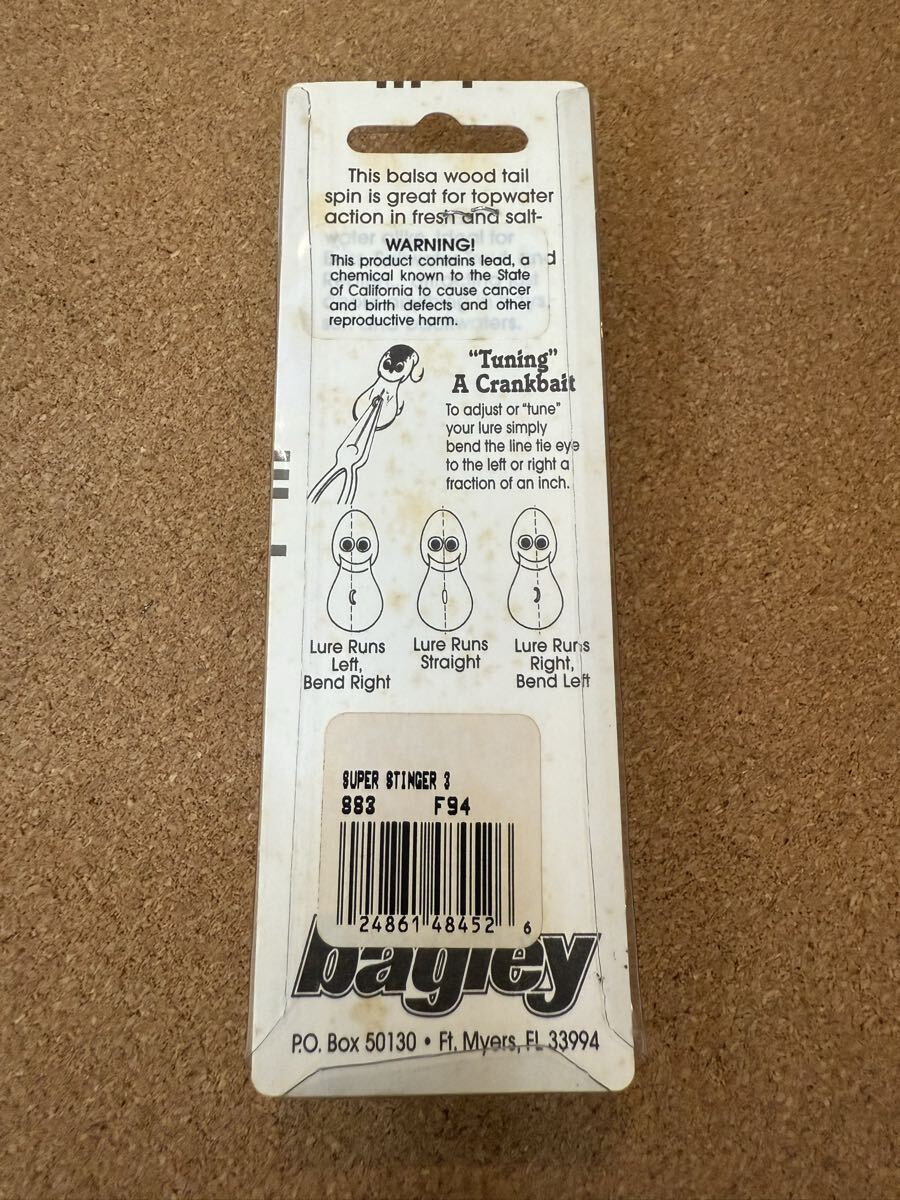 This balsa wood tail
spin is great for topwater
action in fresh and salt-
WARNING!
This product contains lead, a
chemical known to the State
of California to cause cancer
and birth defects and other
reproductive harm.
"Tuning"
A Crankbait
To adjust or "tune"
your lure simply
bend the line tie eye
to the left or right a
fraction of an inch.
Lure Runs
Left,
Bend Right
Lure Runs
Straight
Lure Runs
Right,
Bend Left
SUPER STINGER 3
SS3 F94
24861 48452 6
bagley
P.O. Box 50130 • Ft. Myers, FL 33994